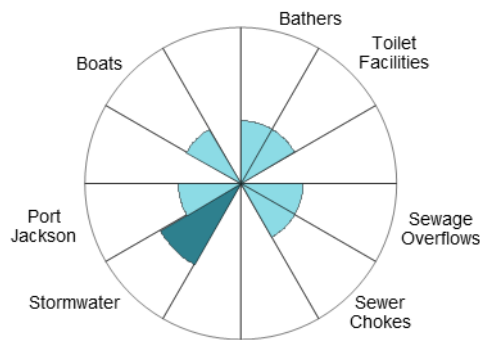 Bathers
Toilet
Facilities
Boats
Port
Jackson
Sewage
Overflows
Stormwater
Sewer
Chokes